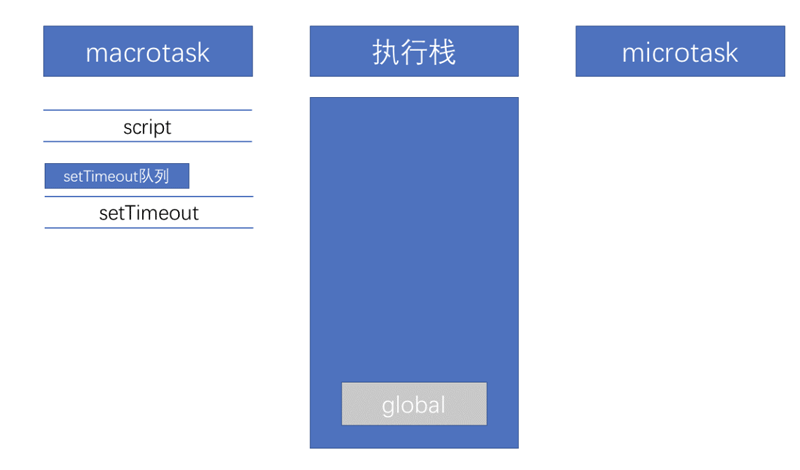 macrotask
执行栈
microtask
script
setTimeout队列
setTimeout
global